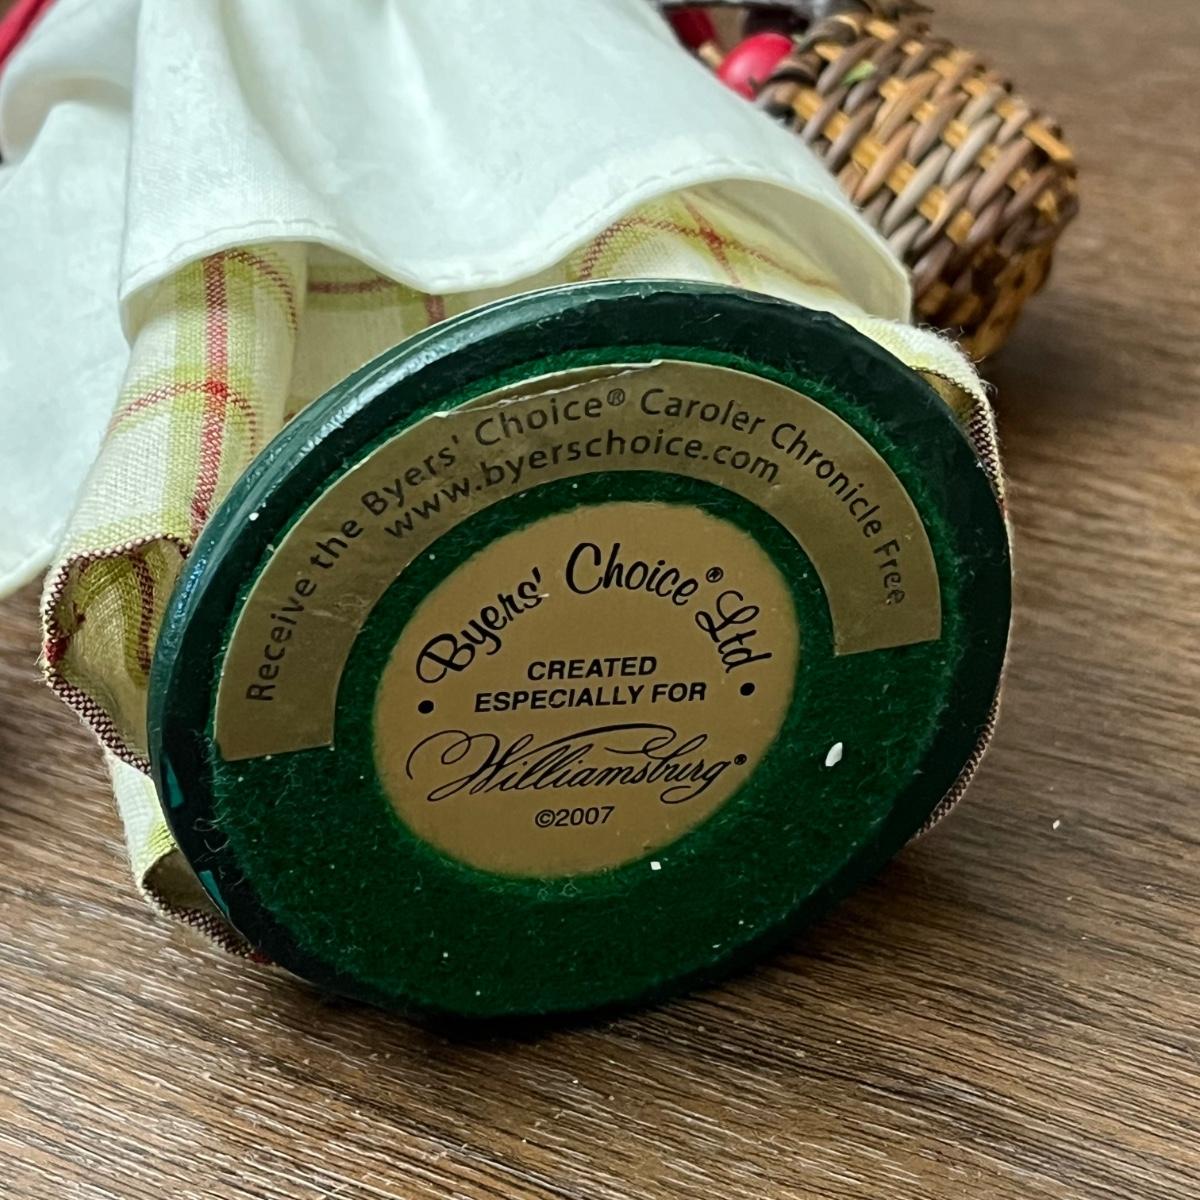 Receive the Byers' Choice® Caroler Chronicle Free
www.byerschoice.com
Byers' Choice® Ltd
• CREATED
ESPECIALLY FOR •
Williamsburg®
©2007